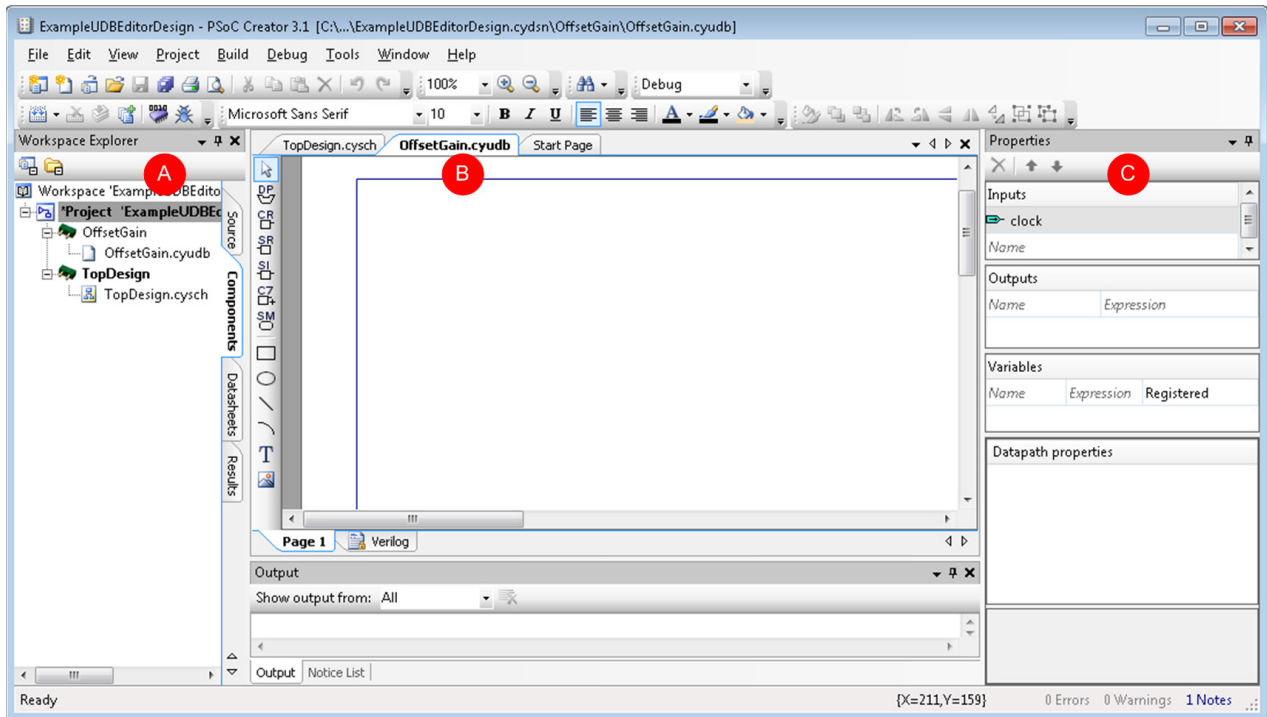 ExampleUDBEditorDesign - PSoC Creator 3.1 [C:\...\ExampleUDBEditorDesign.cydsn\OffsetGain\OffsetGain.cyudb]
File Edit View Project Build Debug Tools Window Help
100% Debug
Microsoft Sans Serif 10 B I U A
Workspace Explorer
A
Workspace 'Example UDBEdito
*Project 'ExampleUDBEc
OffsetGain
OffsetGain.cyudb
TopDesign
TopDesign.cysch
Source
Components
Datasheets
Results
TopDesign.cysch OffsetGain.cyudb Start Page
B
DP
CR
SR
SI
C7
SM
T
Page 1 Verilog
Output
Show output from: All
Output Notice List
Properties
C
Inputs
clock
Name
Outputs
Name Expression
Variables
Name Expression Registered
Datapath properties
Ready {X=211,Y=159} 0 Errors 0 Warnings 1 Notes